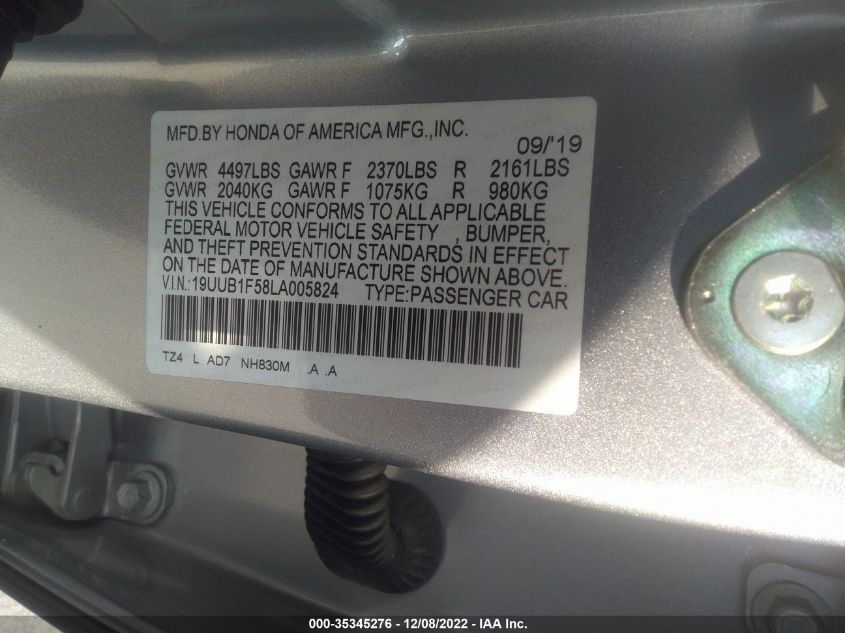 MFD.BY HONDA OF AMERICA MFG.,INC.
09/'19
GVWR 4497LBS GAWR F 2370LBS R 2161LBS
GVWR 2040KG GAWR F 1075KG R 980KG
THIS VEHICLE CONFORMS TO ALL APPLICABLE
FEDERAL MOTOR VEHICLE SAFETY , BUMPER,
AND THEFT PREVENTION STANDARDS IN EFFECT
ON THE DATE OF MANUFACTURE SHOWN ABOVE.
VIN:19UUB1F58LA005824 TYPE:PASSENGER CAR
TZ4 L AD7 NH830M .A .A
000-35345276 - 12/08/2022 - IAA Inc.